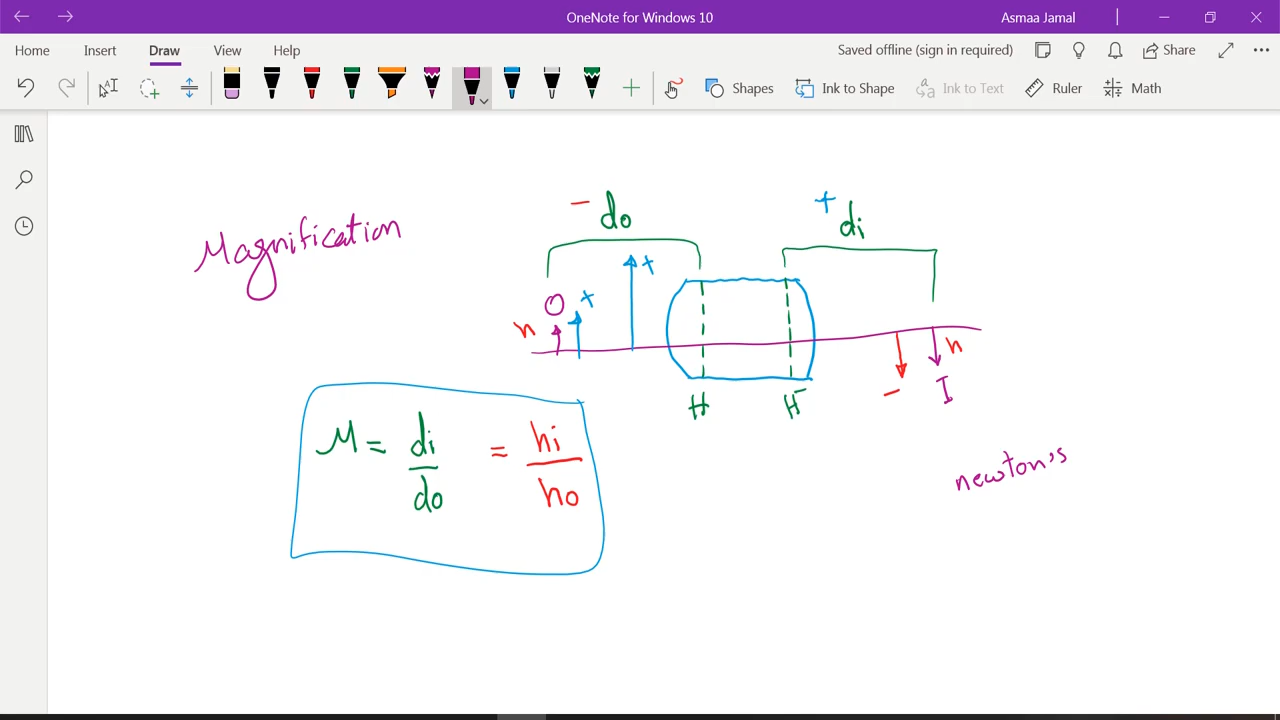 OneNote for Windows 10
Asmaa Jamal
Home Insert Draw View Help
Saved offline (sign in required) Share
Shapes Ink to Shape Ink to Text Ruler Math
Magnification
- do
+ di
O + +
n n
- I
H H'
M = di/do = hi/ho
newton's